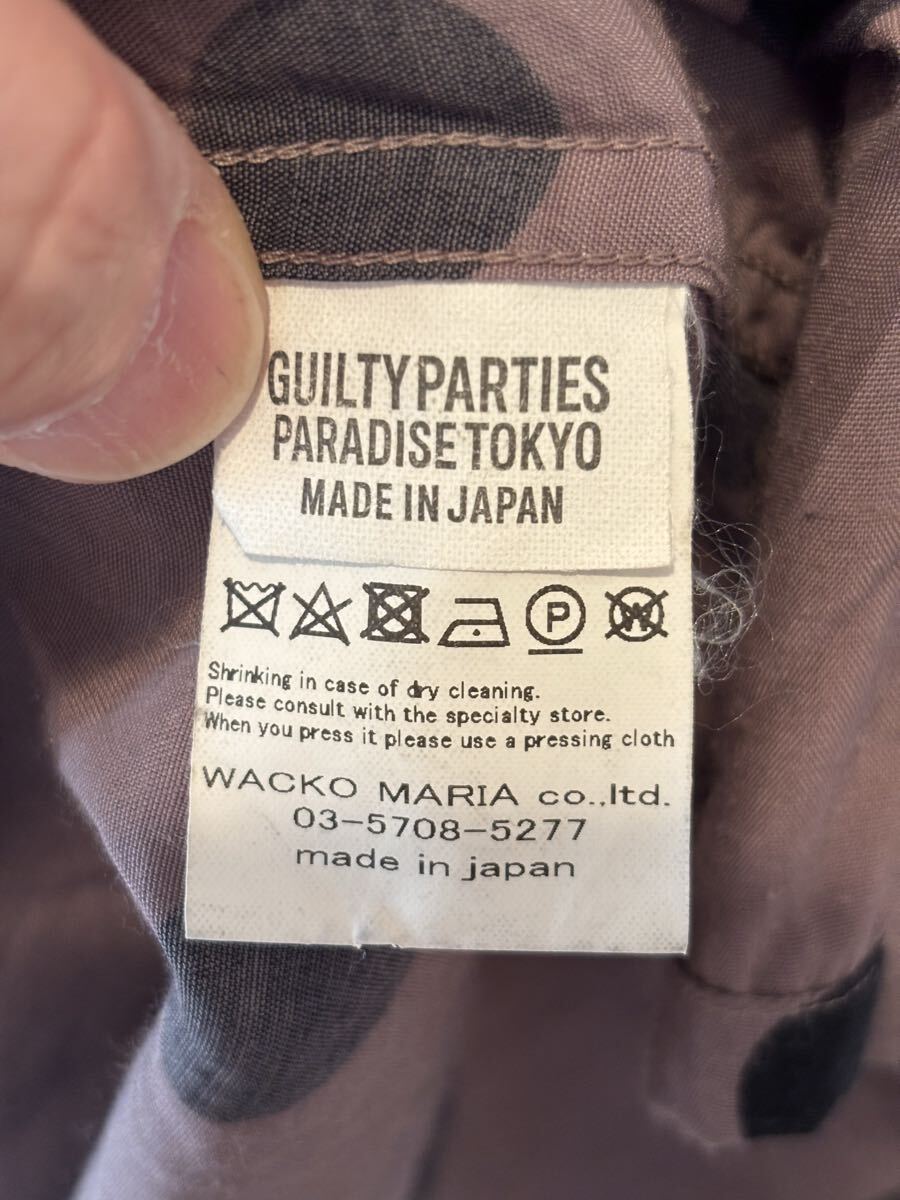 GUILTY PARTIES
PARADISE TOKYO
MADE IN JAPAN
P W
Shrinking in case of dry cleaning.
Please consult with the specialty store.
When you press it please use a pressing cloth
WACKO MARIA co.,ltd.
03-5708-5277
made in japan